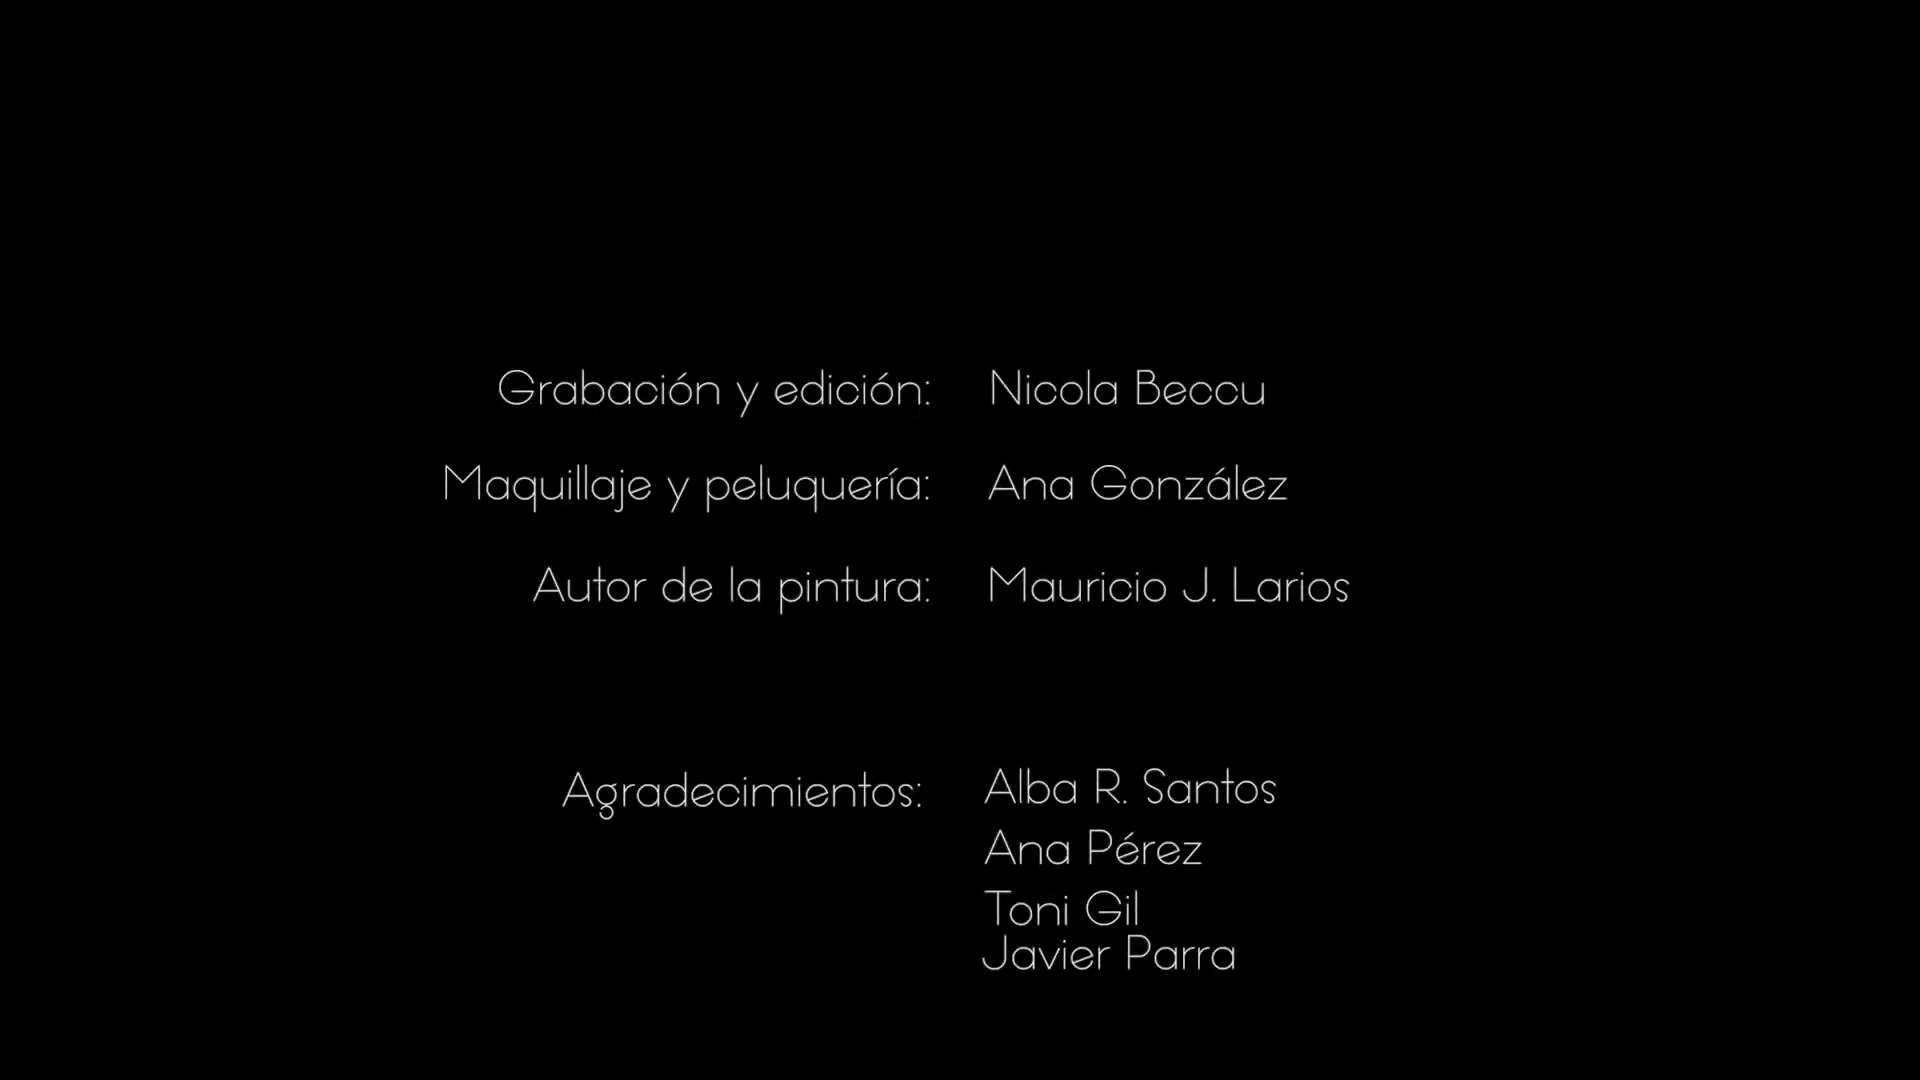 Grabación y edición: Nicola Beccu
Maquillaje y peluquería: Ana González
Autor de la pintura: Mauricio J. Larios
Agradecimientos: Alba R. Santos
Ana Pérez
Toni Gil
Javier Parra